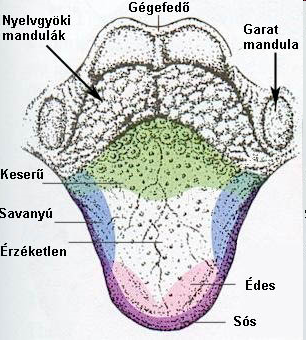 Gégefedő
Nyelvgyöki
mandulák
Garat
mandula
Keserű
Savanyú
Érzéketlen
Édes
Sós